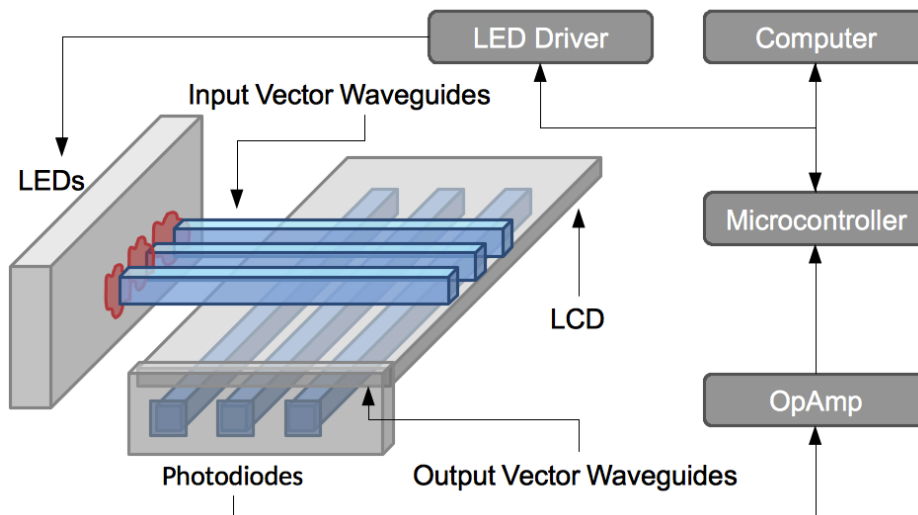 LED Driver
Computer
Input Vector Waveguides
LEDs
Microcontroller
LCD
OpAmp
Photodiodes
Output Vector Waveguides